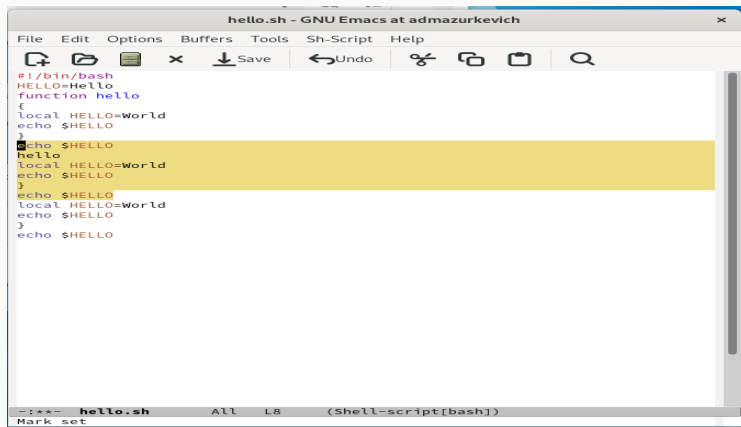 hello.sh - GNU Emacs at admazurkevich ×
File Edit Options Buffers Tools Sh-Script Help
Save Undo
#!/bin/bash
HELLO=Hello
function hello
{
local HELLO=World
echo $HELLO
}
echo $HELLO
hello
local HELLO=World
echo $HELLO
}
echo $HELLO
local HELLO=World
echo $HELLO
}
echo $HELLO
-:**- hello.sh All L8 (Shell-script[bash])
Mark set